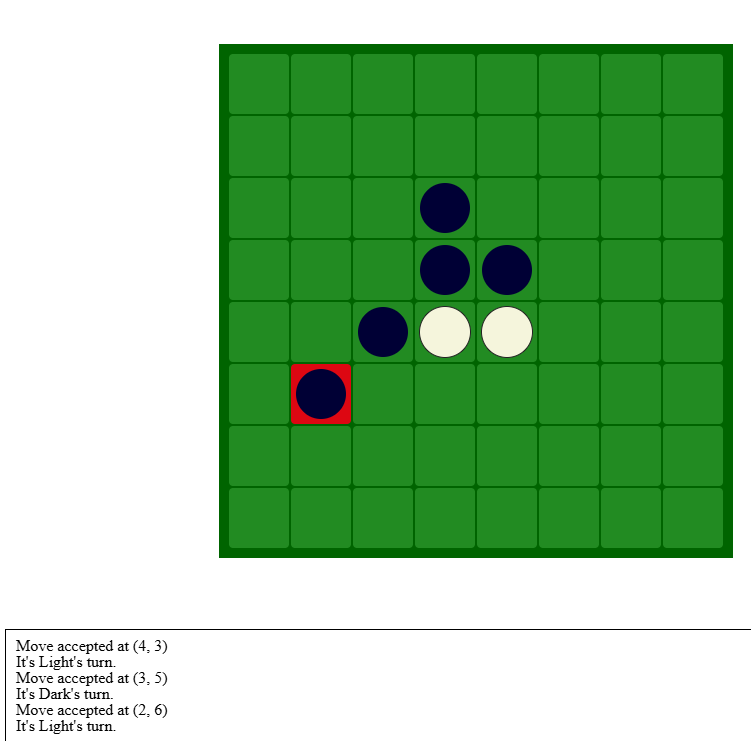 Move accepted at (4, 3)
It's Light's turn.
Move accepted at (3, 5)
It's Dark's turn.
Move accepted at (2, 6)
It's Light's turn.